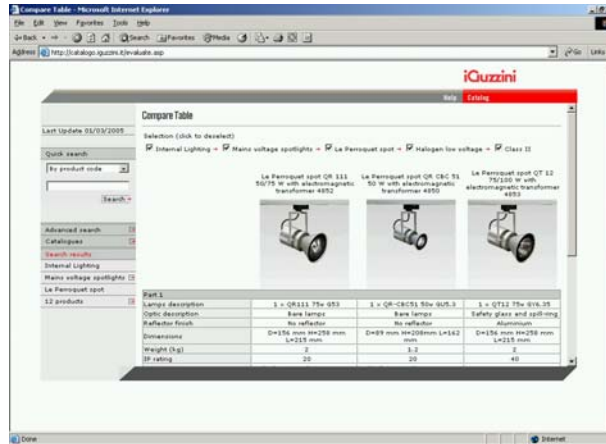 Compare Table - Microsoft Internet Explorer
File Edit View Favorites Tools Help
Back Search Favorites Media
Address http://catalogo.iguzzini.it/evaluate.asp Go Links
iGuzzini
Help Catalog
Compare Table
Last Update 01/03/2005
Selection (click to deselect)
Internal Lighting Mains voltage spotlights Le Perroquet spot Halogen low voltage Class II
Quick search
By product code
Search
Advanced search
Catalogues
Search results
Internal Lighting
Mains voltage spotlights
Le Perroquet spot
12 products
Le Perroquet spot QR 111
50/75 W with electromagnetic
transformer 4852
Le Perroquet spot QR CBC 51
50 W with electromagnetic
transformer 4850
Le Perroquet spot QT 12
75/100 W with
electromagnetic transformer
4853
Part.1
Lamps description 1 x QR111 75w G53 1 x QR-CBC51 50w GU5.3 1 x QT12 75w GY6.35
Optic description Bare lamps Bare lamps Safety glass and spill-ring
Reflector finish No reflector No reflector Aluminium
Dimensions D=156 mm H=258 mm L=215 mm D=89 mm H=208mm L=162 mm D=156 mm H=258 mm L=215 mm
Weight (kg) 2 1.2 2
IP rating 20 20 40
Done Internet